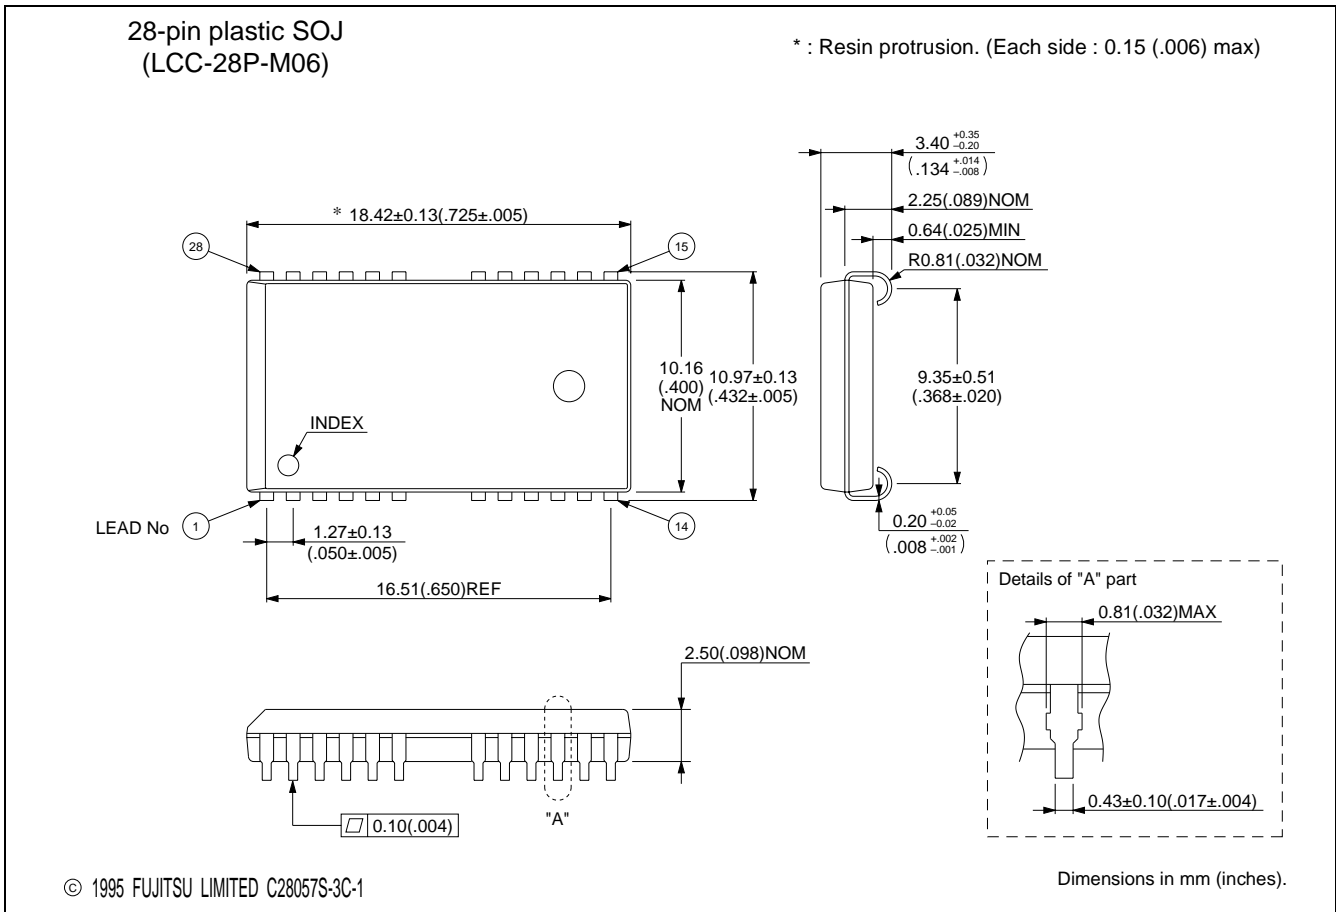 28-pin plastic SOJ
(LCC-28P-M06)
* : Resin protrusion. (Each side : 0.15 (.006) max)
3.40 +0.35 –0.20
(.134 +.014 –.008)
2.25(.089)NOM
0.64(.025)MIN
R0.81(.032)NOM
* 18.42±0.13(.725±.005)
28
15
10.16
(.400)
NOM
10.97±0.13
(.432±.005)
9.35±0.51
(.368±.020)
INDEX
LEAD No
1
14
1.27±0.13
(.050±.005)
16.51(.650)REF
0.20 +0.05 –0.02
(.008 +.002 –.001)
2.50(.098)NOM
"A"
0.10(.004)
Details of "A" part
0.81(.032)MAX
0.43±0.10(.017±.004)
© 1995 FUJITSU LIMITED C28057S-3C-1
Dimensions in mm (inches).